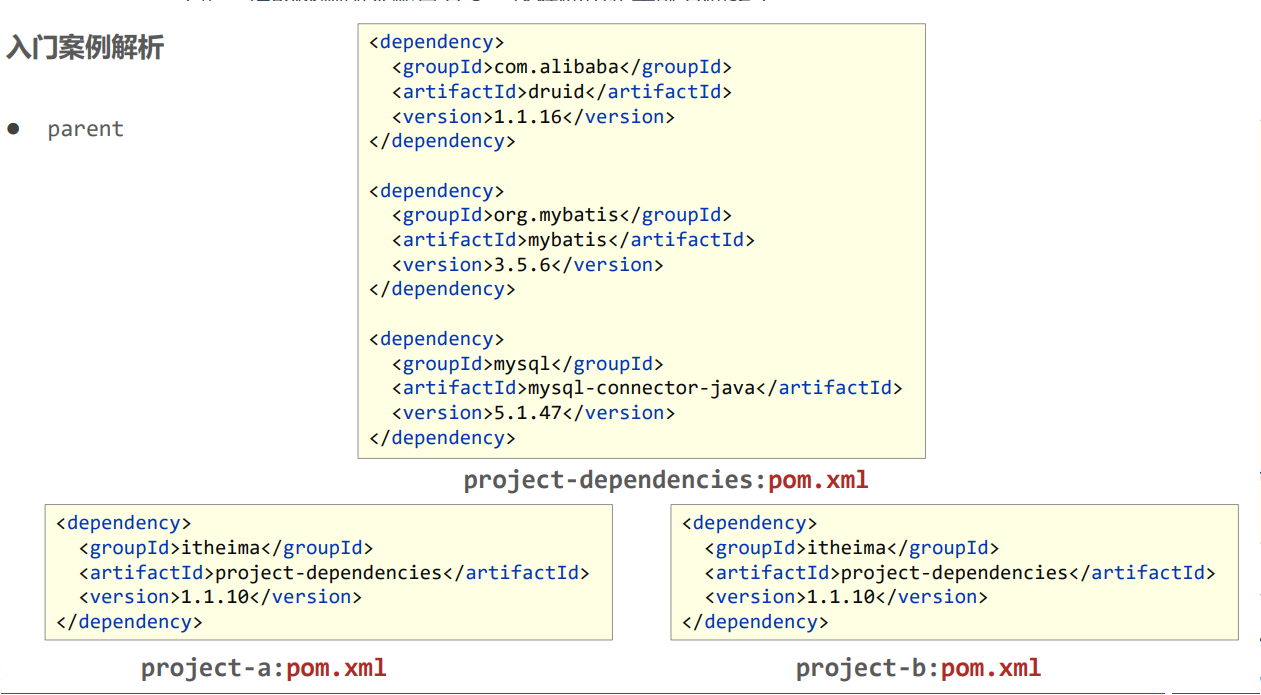 入门案例解析
● parent
<dependency>
  <groupId>com.alibaba</groupId>
  <artifactId>druid</artifactId>
  <version>1.1.16</version>
</dependency>
<dependency>
  <groupId>org.mybatis</groupId>
  <artifactId>mybatis</artifactId>
  <version>3.5.6</version>
</dependency>
<dependency>
  <groupId>mysql</groupId>
  <artifactId>mysql-connector-java</artifactId>
  <version>5.1.47</version>
</dependency>
project-dependencies:pom.xml
<dependency>
  <groupId>itheima</groupId>
  <artifactId>project-dependencies</artifactId>
  <version>1.1.10</version>
</dependency>
project-a:pom.xml
<dependency>
  <groupId>itheima</groupId>
  <artifactId>project-dependencies</artifactId>
  <version>1.1.10</version>
</dependency>
project-b:pom.xml